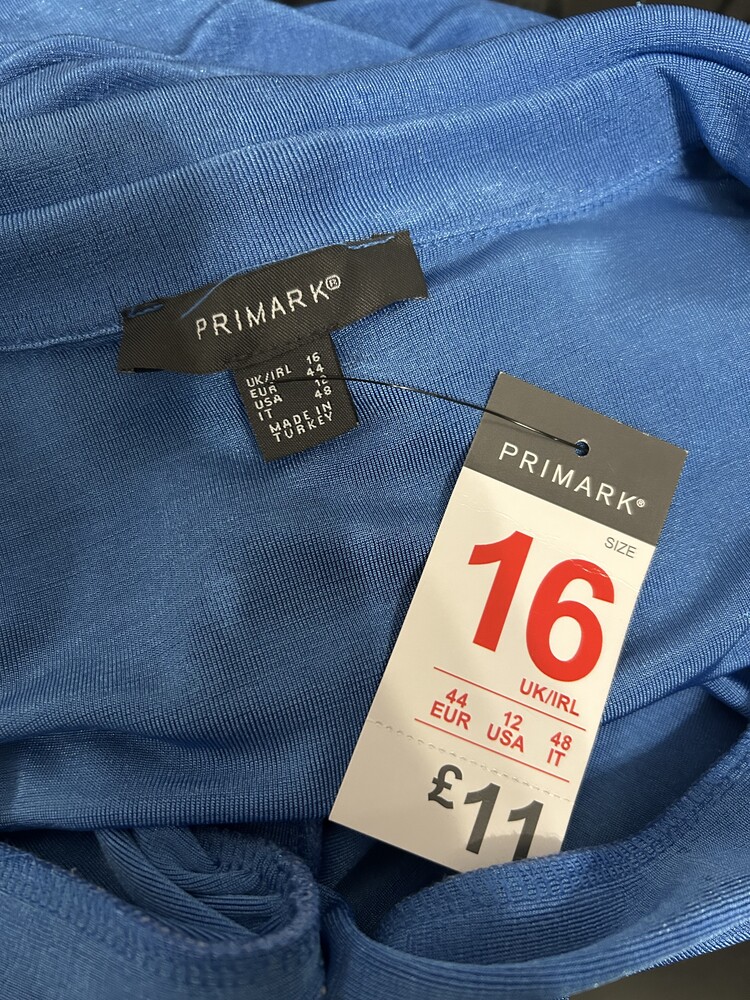 PRIMARK®
UK/IRL 16
EUR 44
USA 12
IT 48
MADE IN
TURKEY
PRIMARK®
SIZE
16
UK/IRL
44 12 48
EUR USA IT
£11